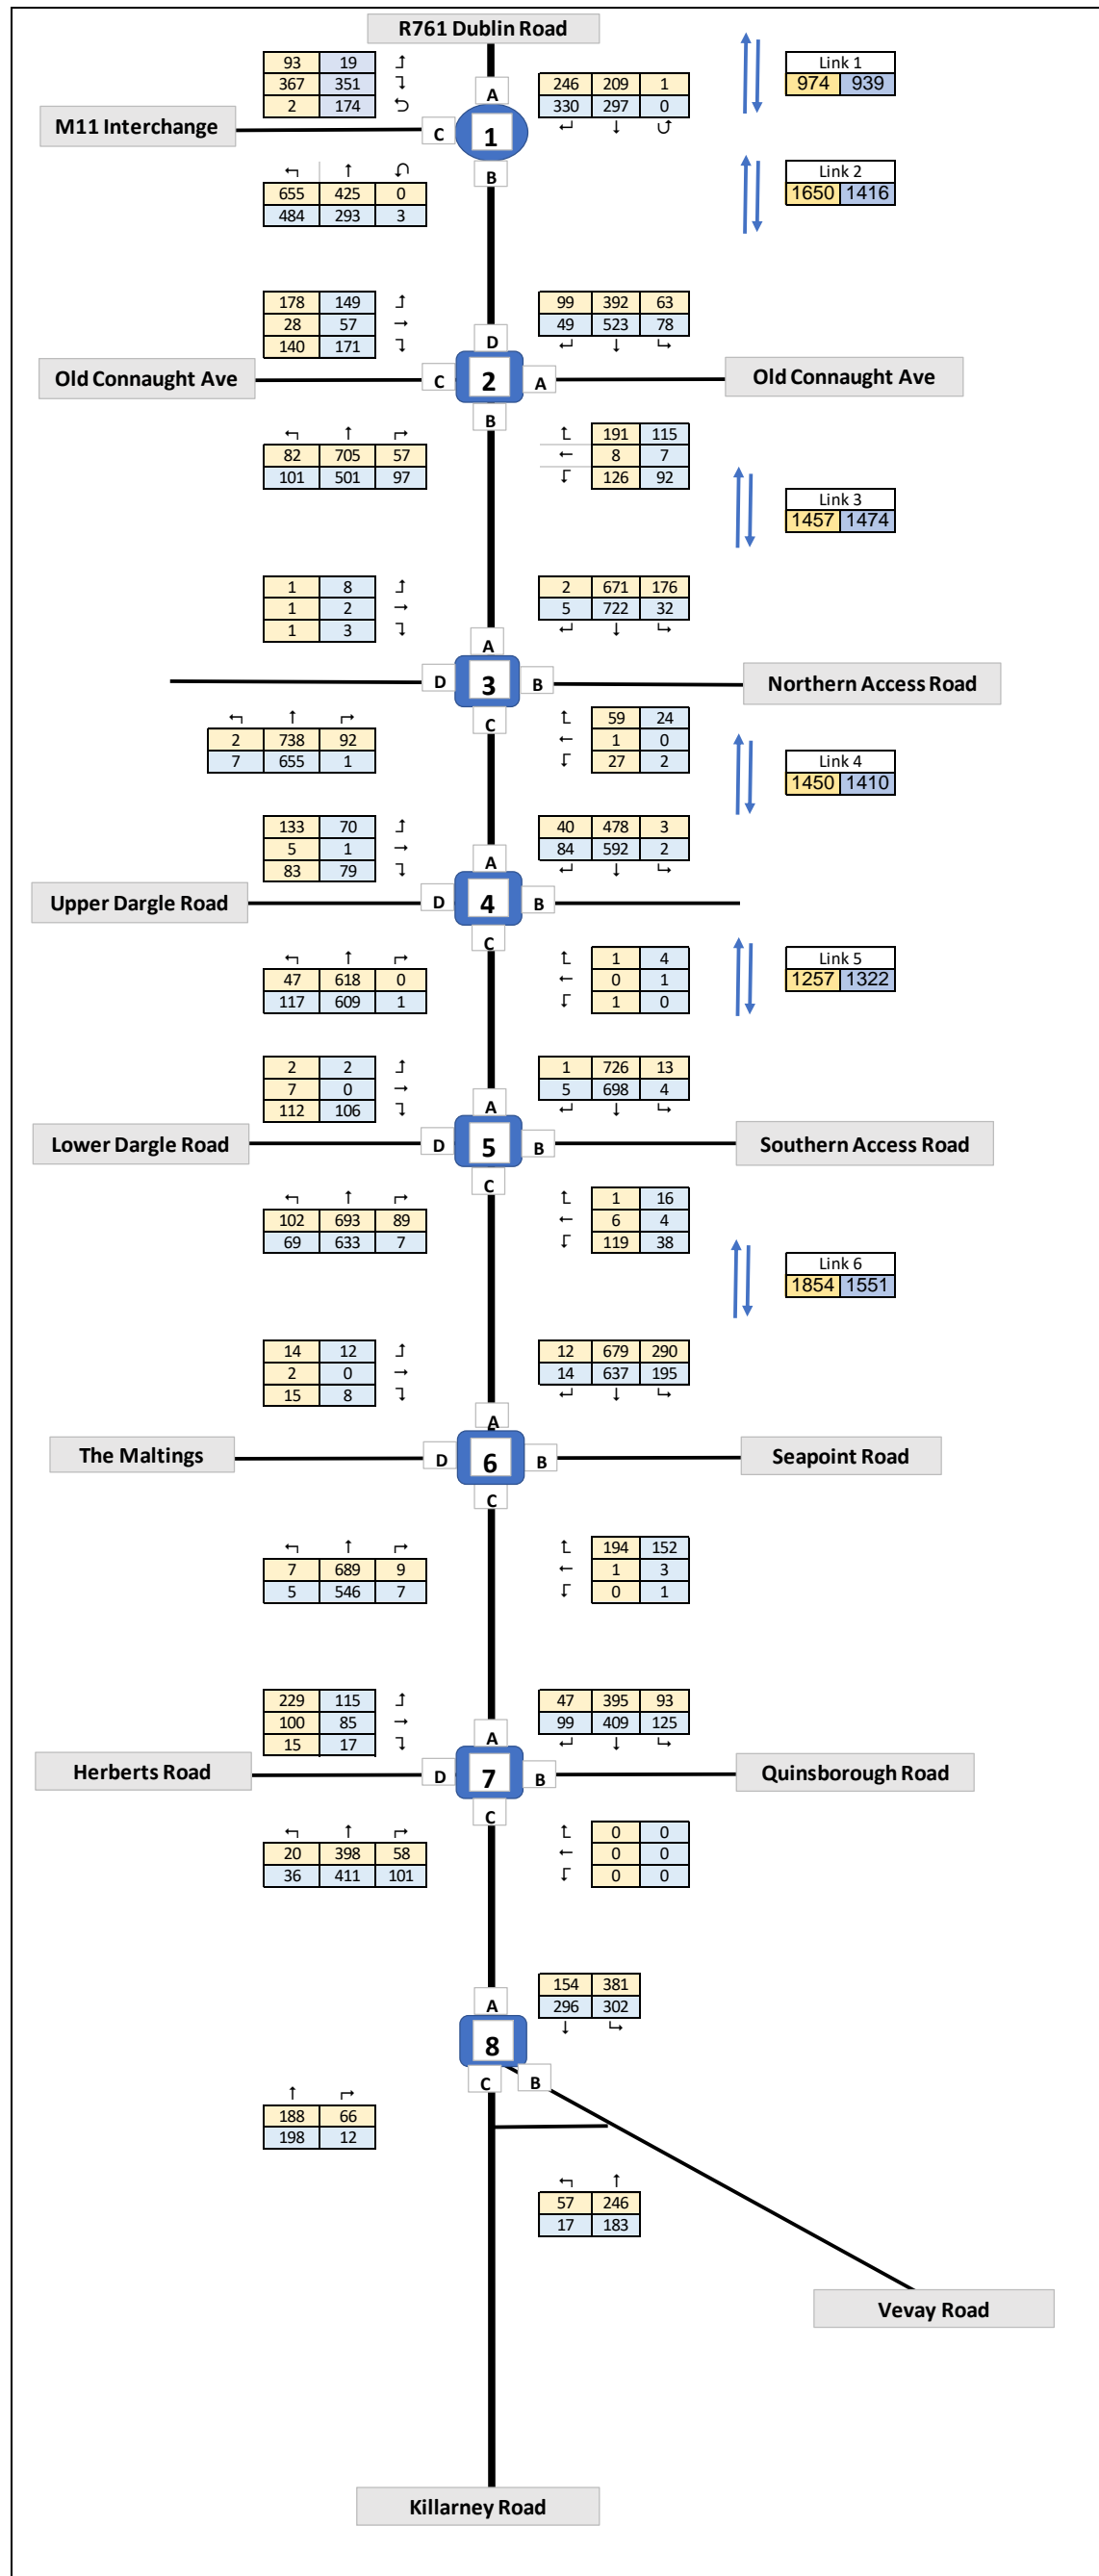 R761 Dublin Road
93 19 ↰
367 351 ↴
2 174 ⮌
A
246 209 1
330 297 0
↵ ↓ ⮍
Link 1
974 939
M11 Interchange
C
1
B
↰ ↑ ↶
655 425 0
484 293 3
Link 2
1650 1416
178 149
28 57 →
140 171 ↴
99 392 63
49 523 78
↵ ↓ ↳
D
Old Connaught Ave
C
2
A
Old Connaught Ave
B
↰ ↑ ↱
82 705 57
101 501 97
191 115
← 8 7
126 92
Link 3
1457 1474
1 8
1 2 →
1 3 ↴
2 671 176
5 722 32
↵ ↓ ↳
A
D
3
B
Northern Access Road
C
↰ ↑ ↱
2 738 92
7 655 1
59 24
← 1 0
27 2
Link 4
1450 1410
133 70
5 1 →
83 79 ↴
40 478 3
84 592 2
↵ ↓ ↳
A
Upper Dargle Road
D
4
B
C
↰ ↑ ↱
47 618 0
117 609 1
1 4
← 0 1
1 0
Link 5
1257 1322
2 2
7 0 →
112 106 ↴
1 726 13
5 698 4
↵ ↓ ↳
A
Lower Dargle Road
D
5
B
Southern Access Road
C
↰ ↑ ↱
102 693 89
69 633 7
1 16
← 6 4
119 38
Link 6
1854 1551
14 12
2 0 →
15 8 ↴
12 679 290
14 637 195
↵ ↓ ↳
A
The Maltings
D
6
B
Seapoint Road
C
↰ ↑ ↱
7 689 9
5 546 7
194 152
← 1 3
0 1
229 115
100 85 →
15 17 ↴
47 395 93
99 409 125
↵ ↓ ↳
A
Herberts Road
D
7
B
Quinsborough Road
C
↰ ↑ ↱
20 398 58
36 411 101
0 0
← 0 0
0 0
154 381
296 302
↓ ↳
A
8
C
B
↑ ↱
188 66
198 12
↰ ↑
57 246
17 183
Vevay Road
Killarney Road